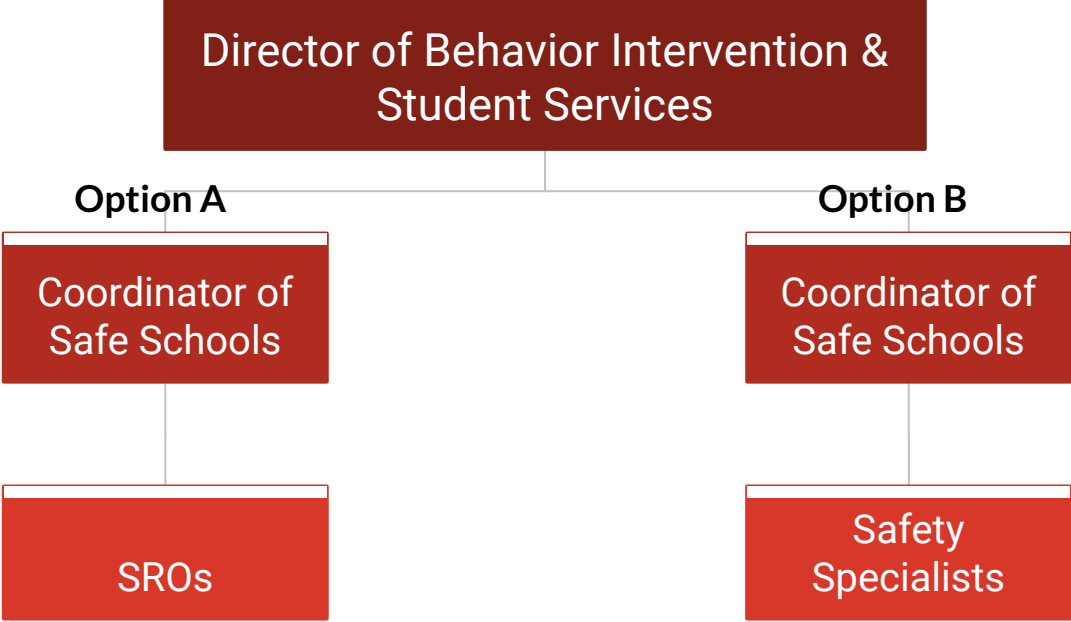 Director of Behavior Intervention &
Student Services
Option A
Option B
Coordinator of
Safe Schools
Coordinator of
Safe Schools
SROs
Safety
Specialists